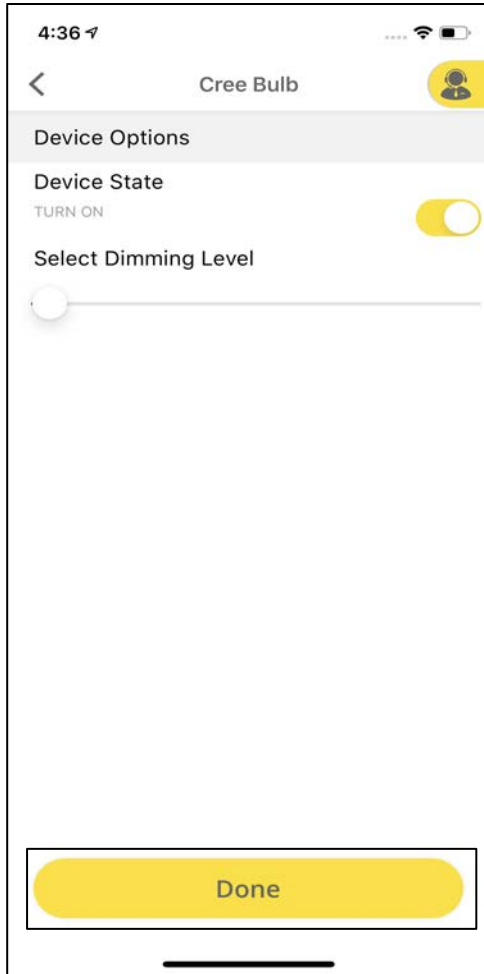 4:36
Cree Bulb
Device Options
Device State
TURN ON
Select Dimming Level
Done